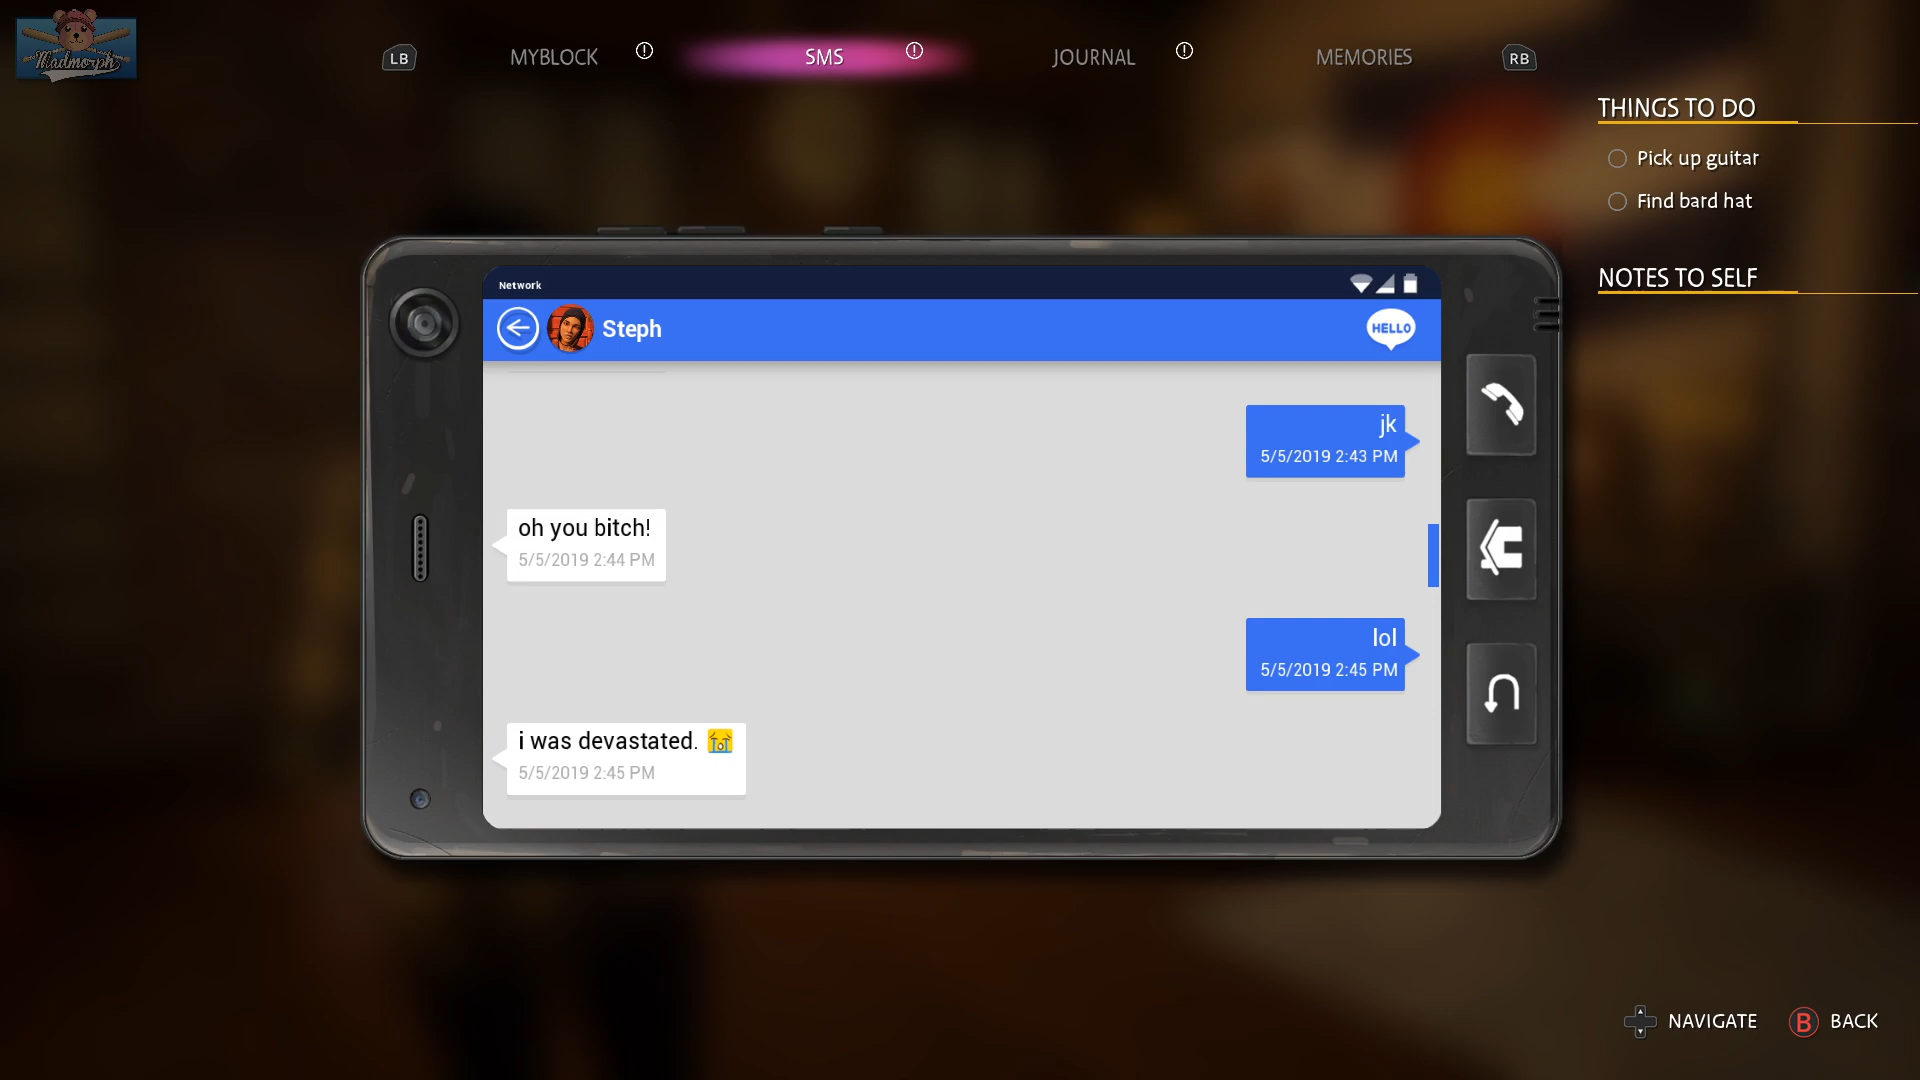 Madmorph
LB
MYBLOCK
SMS
JOURNAL
MEMORIES
RB
THINGS TO DO
Pick up guitar
Find bard hat
NOTES TO SELF
Network
Steph
HELLO
jk
5/5/2019 2:43 PM
oh you bitch!
5/5/2019 2:44 PM
lol
5/5/2019 2:45 PM
i was devastated. 😭
5/5/2019 2:45 PM
NAVIGATE
B BACK